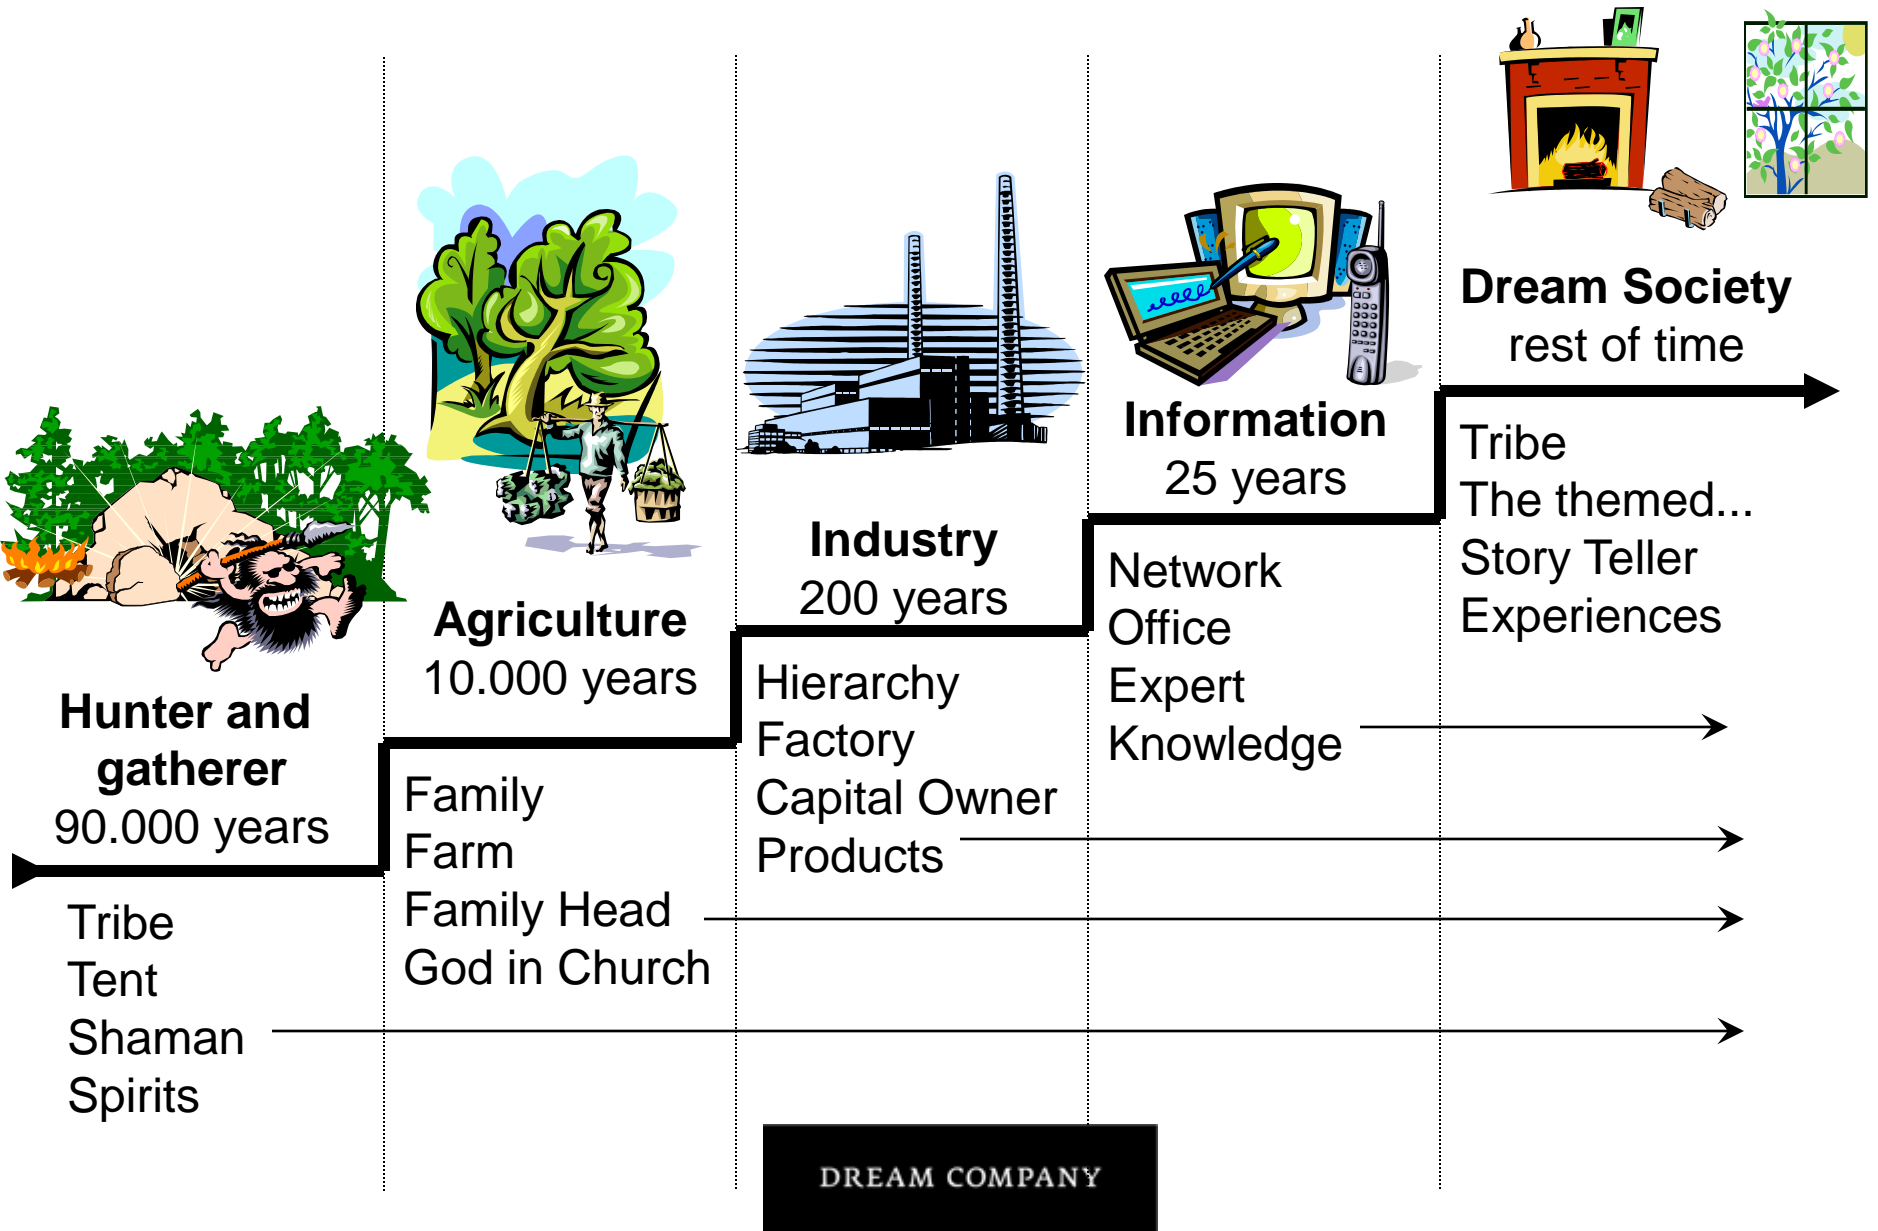 Hunter and
gatherer
90.000 years
Tribe
Tent
Shaman
Spirits
Agriculture
10.000 years
Family
Farm
Family Head
God in Church
Industry
200 years
Hierarchy
Factory
Capital Owner
Products
Information
25 years
Network
Office
Expert
Knowledge
Dream Society
rest of time
Tribe
The themed...
Story Teller
Experiences
DREAM COMPANY